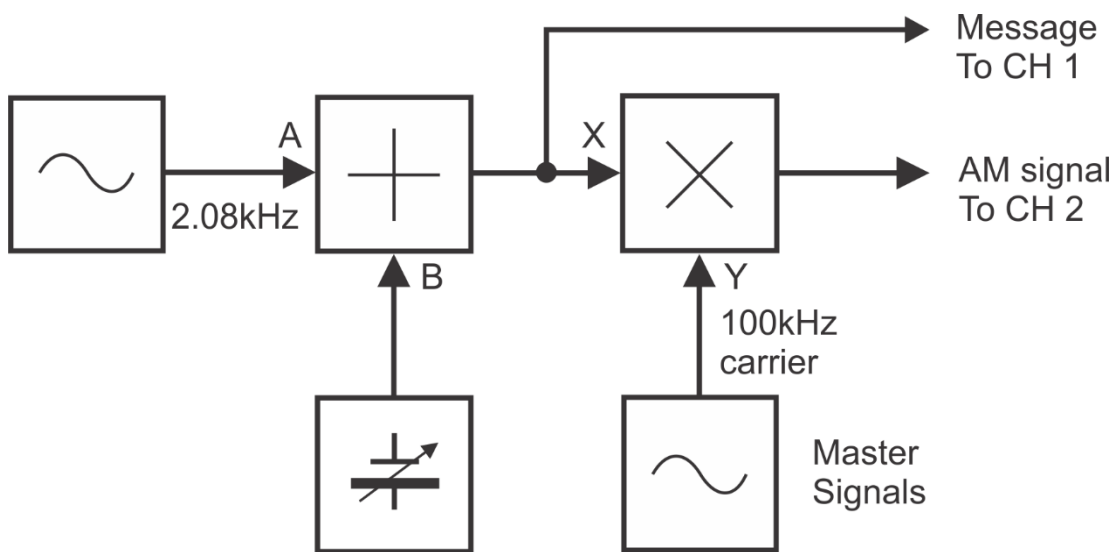 Message
To CH 1
A
X
2.08kHz
AM signal
To CH 2
B
Y
100kHz
carrier
Master
Signals